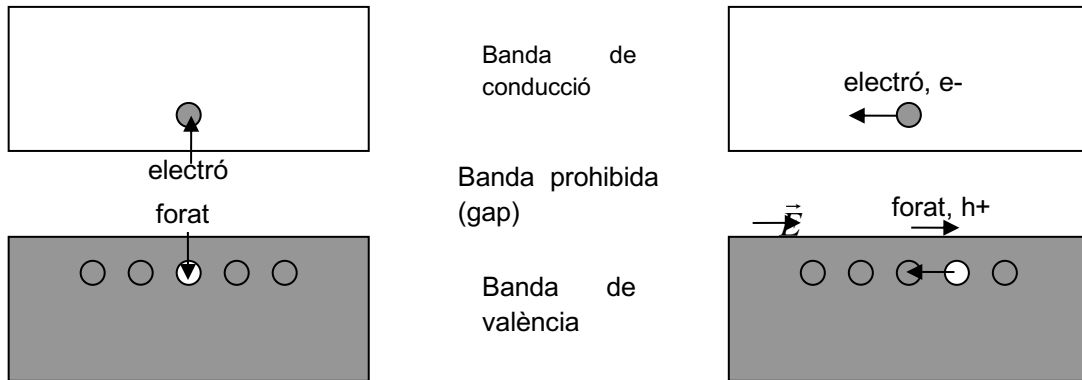 Banda de
conducció
electró, e-
electró
Banda prohibida
(gap)
forat
E
forat, h+
Banda de
valència